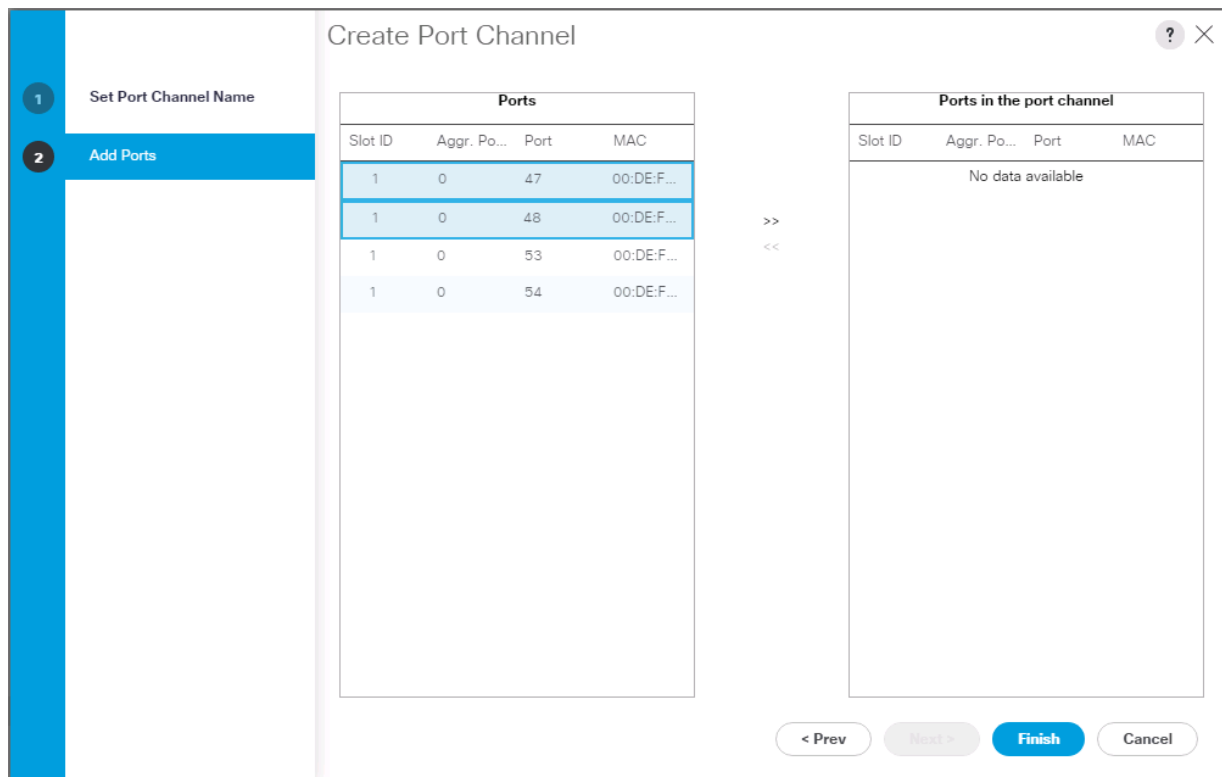 Create Port Channel
?
1 Set Port Channel Name
2 Add Ports
Ports
Slot ID Aggr. Po... Port MAC
1 0 47 00:DE:F...
1 0 48 00:DE:F...
1 0 53 00:DE:F...
1 0 54 00:DE:F...
>>
<<
Ports in the port channel
Slot ID Aggr. Po... Port MAC
No data available
< Prev Next > Finish Cancel